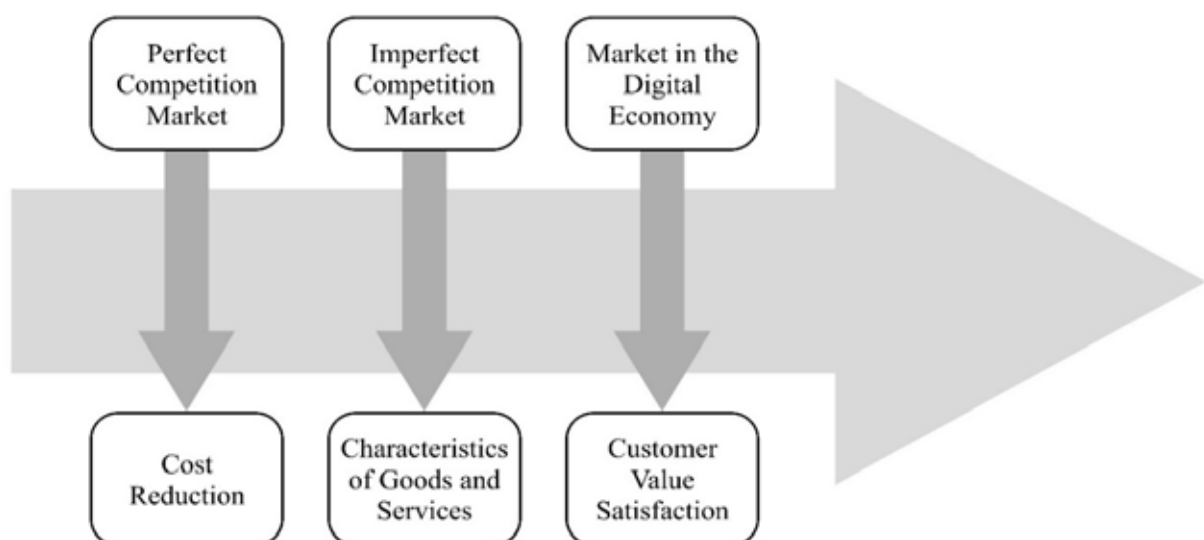 Perfect
Competition
Market
Imperfect
Competition
Market
Market in the
Digital
Economy
Cost
Reduction
Characteristics
of Goods and
Services
Customer
Value
Satisfaction